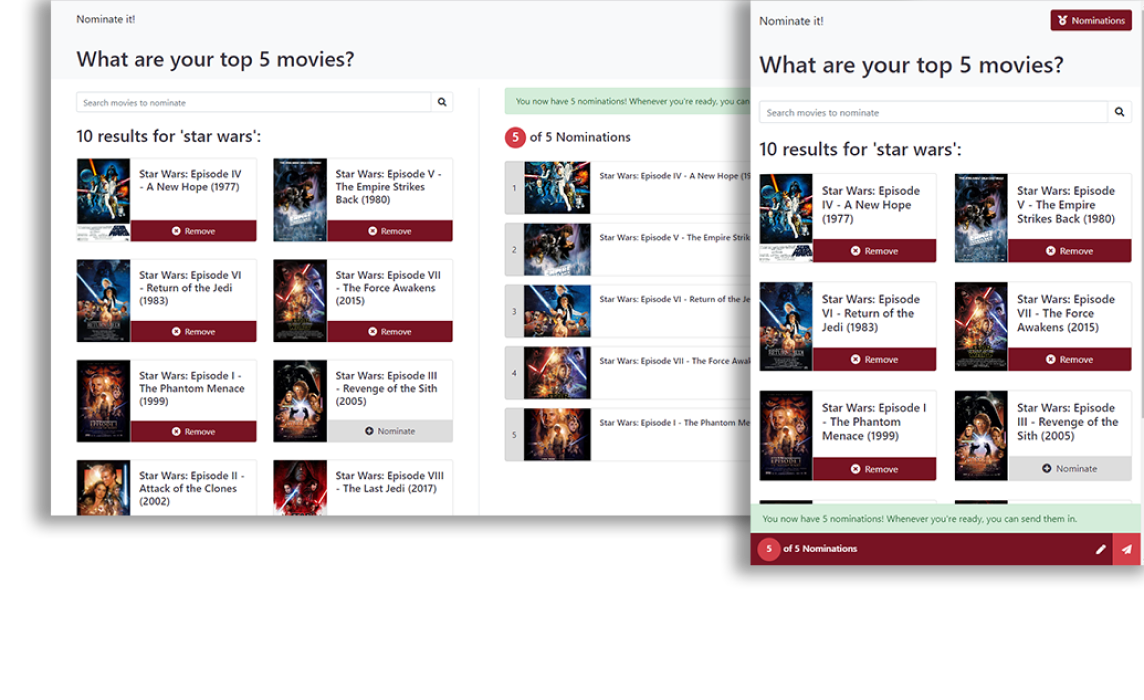 Nominate it!
What are your top 5 movies?
Search movies to nominate
10 results for 'star wars':
Star Wars: Episode IV
- A New Hope (1977)
Remove
Star Wars: Episode V -
The Empire Strikes
Back (1980)
Remove
Star Wars: Episode VI
- Return of the Jedi
(1983)
Remove
Star Wars: Episode VII
- The Force Awakens
(2015)
Remove
Star Wars: Episode I -
The Phantom Menace
(1999)
Remove
Star Wars: Episode III
- Revenge of the Sith
(2005)
Nominate
Star Wars: Episode II -
Attack of the Clones
(2002)
Star Wars: Episode VIII
- The Last Jedi (2017)
You now have 5 nominations! Whenever you're ready, you can
5 of 5 Nominations
1
Star Wars: Episode IV - A New Hope (19
2
Star Wars: Episode V - The Empire Strik
3
Star Wars: Episode VI - Return of the Je
4
Star Wars: Episode VII - The Force Awa
5
Star Wars: Episode I - The Phantom Me
Nominate it!
Nominations
What are your top 5 movies?
Search movies to nominate
10 results for 'star wars':
Star Wars: Episode
IV - A New Hope
(1977)
Remove
Star Wars: Episode
V - The Empire
Strikes Back (1980)
Remove
Star Wars: Episode
VI - Return of the
Jedi (1983)
Remove
Star Wars: Episode
VII - The Force
Awakens (2015)
Remove
Star Wars: Episode I
- The Phantom
Menace (1999)
Remove
Star Wars: Episode
III - Revenge of the
Sith (2005)
Nominate
You now have 5 nominations! Whenever you're ready, you can send them in.
5 of 5 Nominations